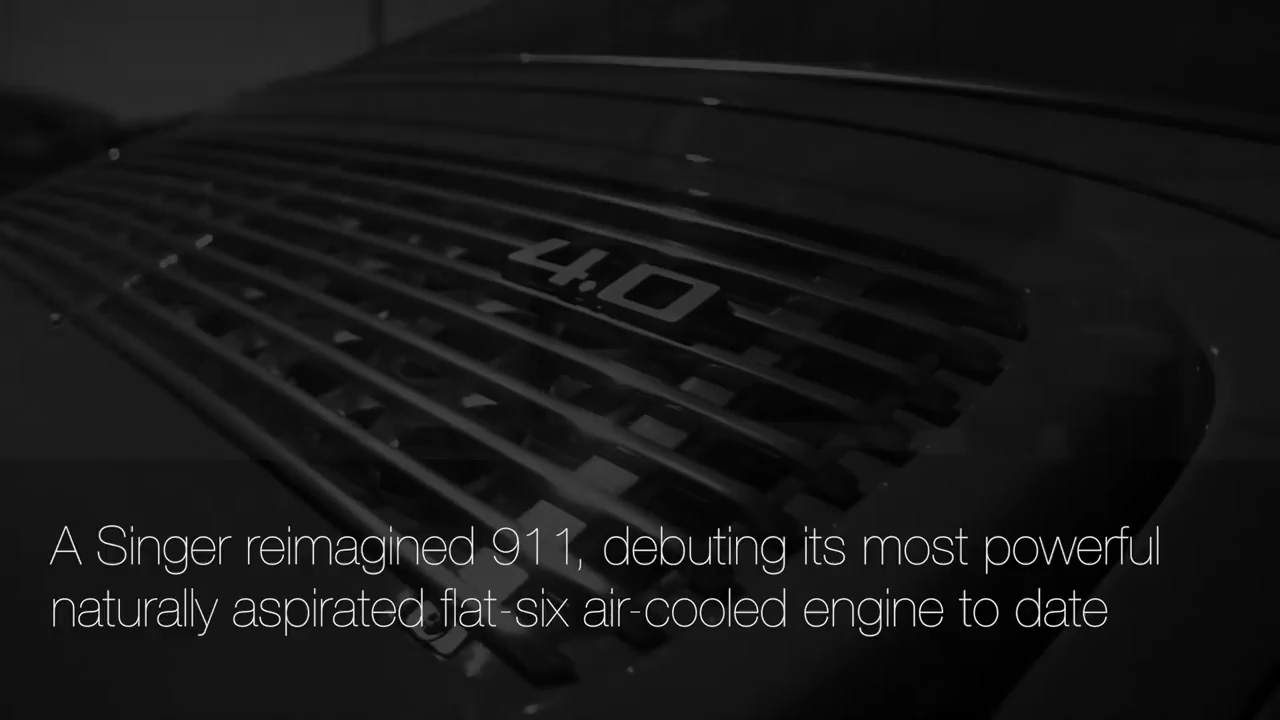 4.0
A Singer reimagined 911, debuting its most powerful
naturally aspirated flat-six air-cooled engine to date